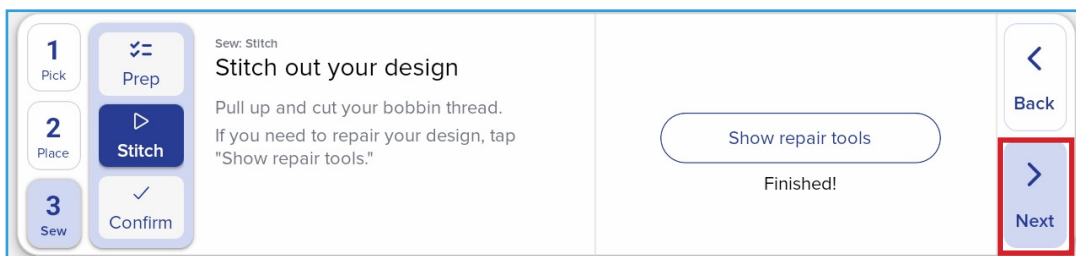 1
Pick
2
Place
3
Sew
Prep
Stitch
Confirm
Sew: Stitch
Stitch out your design
Pull up and cut your bobbin thread.
If you need to repair your design, tap
"Show repair tools."
Show repair tools
Finished!
Back
Next